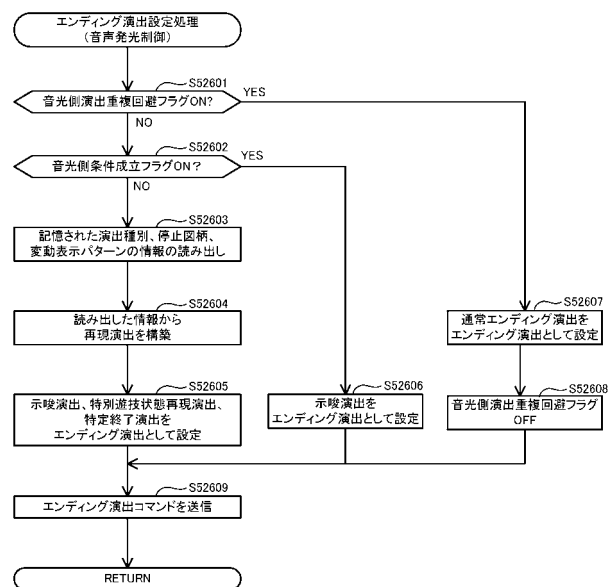 エンディング演出設定処理
(音声発光制御)
S52601
音光側演出重複回避フラグON?
YES
NO
S52602
音光側条件成立フラグON？
YES
NO
S52603
記憶された演出種別、停止図柄、
変動表示パターンの情報の読み出し
S52604
読み出した情報から
再現演出を構築
S52605
示唆演出、特別遊技状態再現演出、
特定終了演出を
エンディング演出として設定
S52606
示唆演出を
エンディング演出として設定
S52607
通常エンディング演出を
エンディング演出として設定
S52608
音光側演出重複回避フラグ
OFF
S52609
エンディング演出コマンドを送信
RETURN